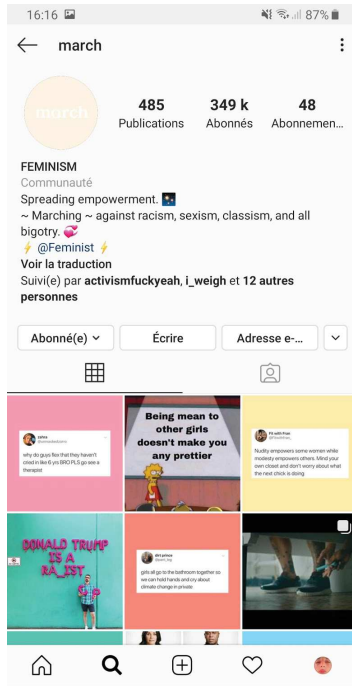 16:16
87%
march
march
485
349 k
48
Publications
Abonnés
Abonnemen...
FEMINISM
Communauté
Spreading empowerment.
~ Marching ~ against racism, sexism, classism, and all
bigotry.
@Feminist
Voir la traduction
Suivi(e) par activismfuckyeah, i_weigh et 12 autres
personnes
Abonné(e)
Écrire
Adresse e-...
why do guys flex that they haven't
cried in like 6 yrs BRO PLS go see a
therapist
Being mean to
other girls
doesn't make you
any prettier
Nudity empowers some women while
modesty empowers others. Mind your
own closet and don't worry about what
the next chick is doing
DONALD TRUMP
IS A
RA_IST
dirt prince
girls all go to the bathroom together so
we can hold hands and cry about
climate change in private